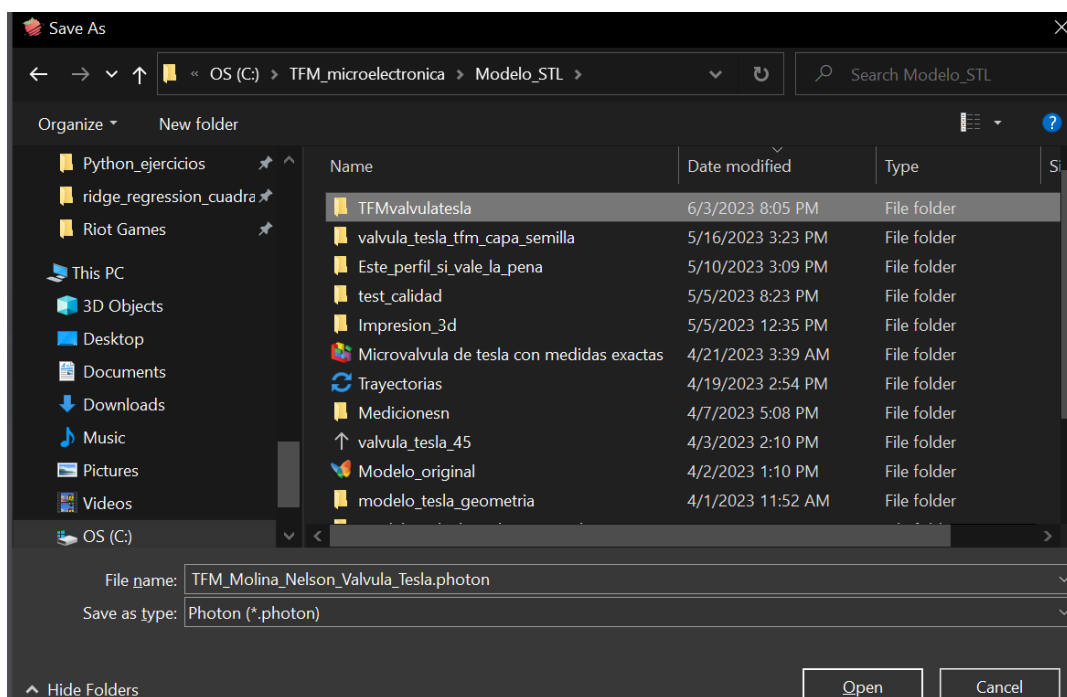 Save As
« OS (C:) > TFM_microelectronica > Modelo_STL >
Search Modelo_STL
Organize
New folder
?
Python_ejercicios
ridge_regression_cuadra
Riot Games
This PC
3D Objects
Desktop
Documents
Downloads
Music
Pictures
Videos
OS (C:)
Name Date modified Type Si
TFMvalvulatesla 6/3/2023 8:05 PM File folder
valvula_tesla_tfm_capa_semilla 5/16/2023 3:23 PM File folder
Este_perfil_si_vale_la_pena 5/10/2023 3:09 PM File folder
test_calidad 5/5/2023 8:23 PM File folder
Impresion_3d 5/5/2023 12:35 PM File folder
Microvalvula de tesla con medidas exactas 4/21/2023 3:39 AM File folder
Trayectorias 4/19/2023 2:54 PM File folder
Medicionesn 4/7/2023 5:08 PM File folder
valvula_tesla_45 4/3/2023 2:10 PM File folder
Modelo_original 4/2/2023 1:10 PM File folder
modelo_tesla_geometria 4/1/2023 11:52 AM File folder
File name: TFM_Molina_Nelson_Valvula_Tesla.photon
Save as type: Photon (*.photon)
Hide Folders
Open
Cancel